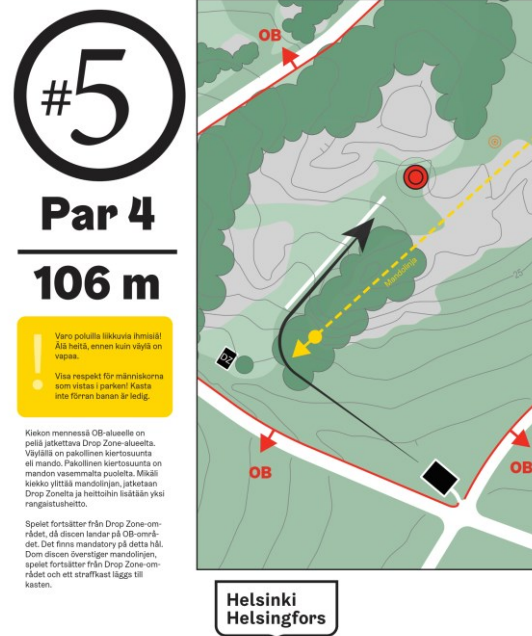 #5
Par 4
106 m
!
Varo poluilla liikkuvia ihmisiä!
Älä heitä, ennen kuin väylä on
vapaa.
Visa respekt för människorna
som vistas i parken! Kasta
inte förran banan är ledig.
Kiekon mennessä OB-alueelle on
peliä jatkettava Drop Zone-alueelta.
Väylällä on pakollinen kiertosuunta
eli mando. Pakollinen kiertosuunta on
mandon vasemmalta puolelta. Mikäli
kiekko ylittää mandolinjan, jatketaan
Drop Zonelta ja heittoihin lisätään yksi
rangaistusheitto.
Spelet fortsätter från Drop Zone-om-
rådet, då discen landar på OB-områ-
det. Det finns mandatory på detta hål.
Dom discen överstiger mandolinjen,
spelet fortsätter från Drop Zone-om-
rådet och ett straffkast läggs till
kasten.
OB
Mandolinja
25
DZ
OB
OB
Helsinki
Helsingfors